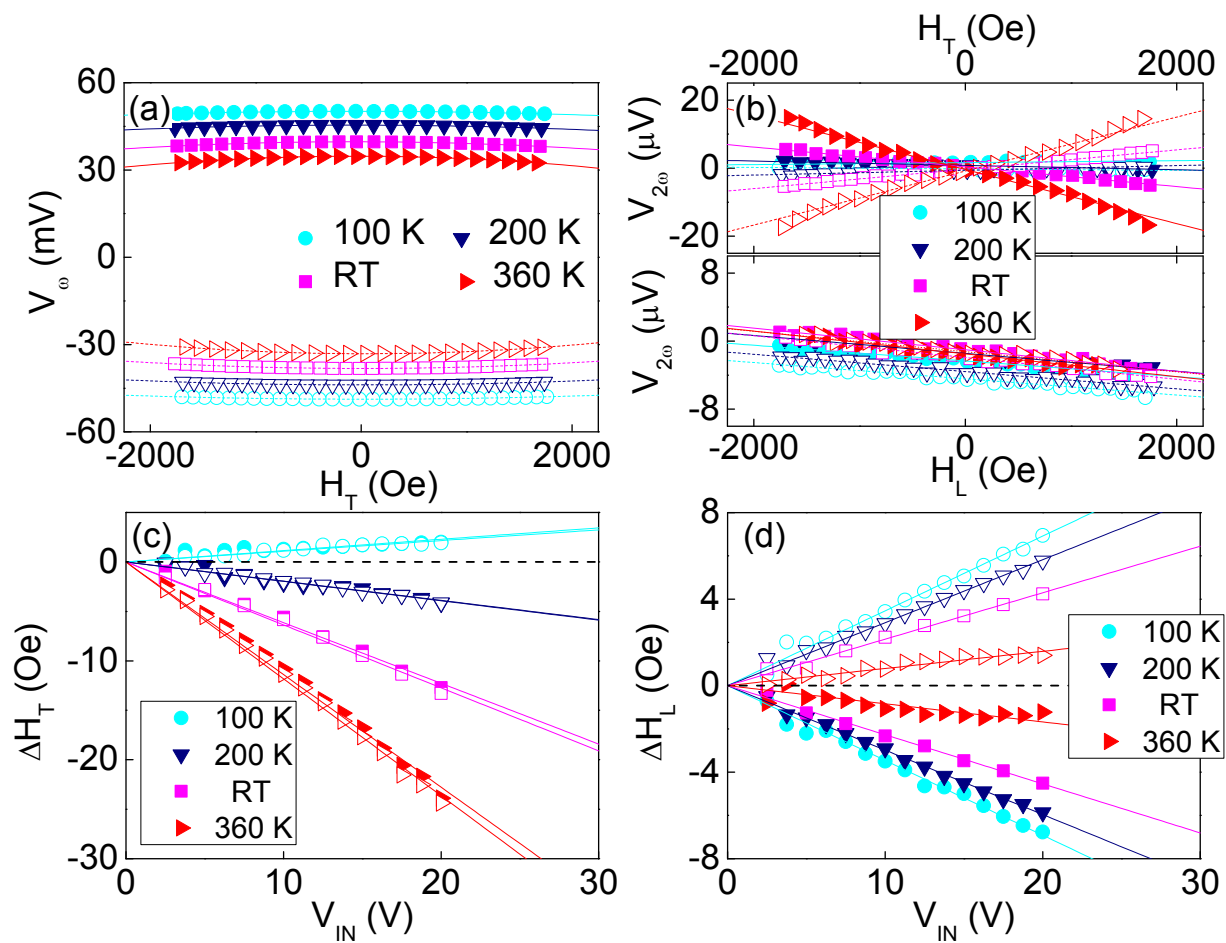 H_T (Oe)
-2000 0 2000
60
30
0
-30
-60
V_ω (mV)
(a)
100 K
200 K
RT
360 K
-2000 0 2000
H_T (Oe)
20
0
-20
V_2ω (μV)
(b)
100 K
200 K
RT
360 K
8
0
-8
V_2ω (μV)
-2000 0 2000
H_L (Oe)
(c)
0
-10
-20
-30
ΔH_T (Oe)
100 K
200 K
RT
360 K
0 10 20 30
V_IN (V)
(d)
8
4
0
-4
-8
ΔH_L (Oe)
100 K
200 K
RT
360 K
0 10 20 30
V_IN (V)